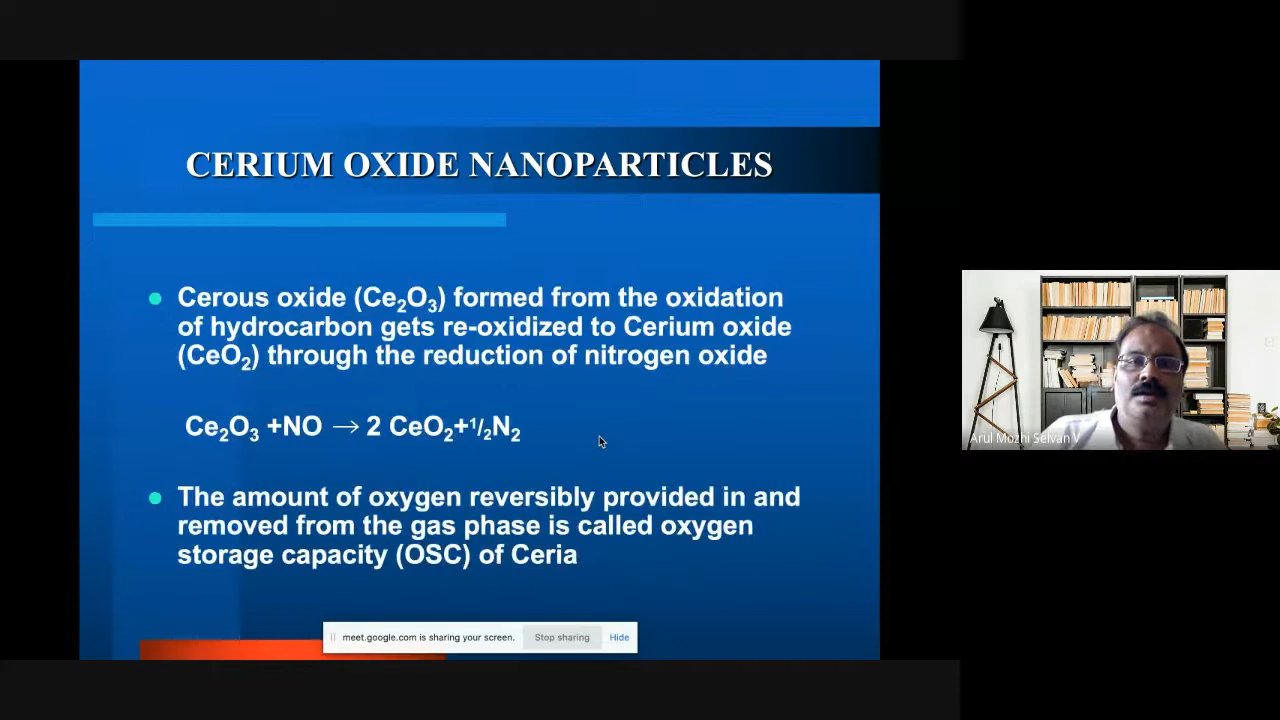 CERIUM OXIDE NANOPARTICLES
Cerous oxide (Ce₂O₃) formed from the oxidation
of hydrocarbon gets re-oxidized to Cerium oxide
(CeO₂) through the reduction of nitrogen oxide
Ce₂O₃ +NO → 2 CeO₂+¹/₂N₂
The amount of oxygen reversibly provided in and
removed from the gas phase is called oxygen
storage capacity (OSC) of Ceria
meet.google.com is sharing your screen. Stop sharing Hide
Arul Mozhi Selvan V